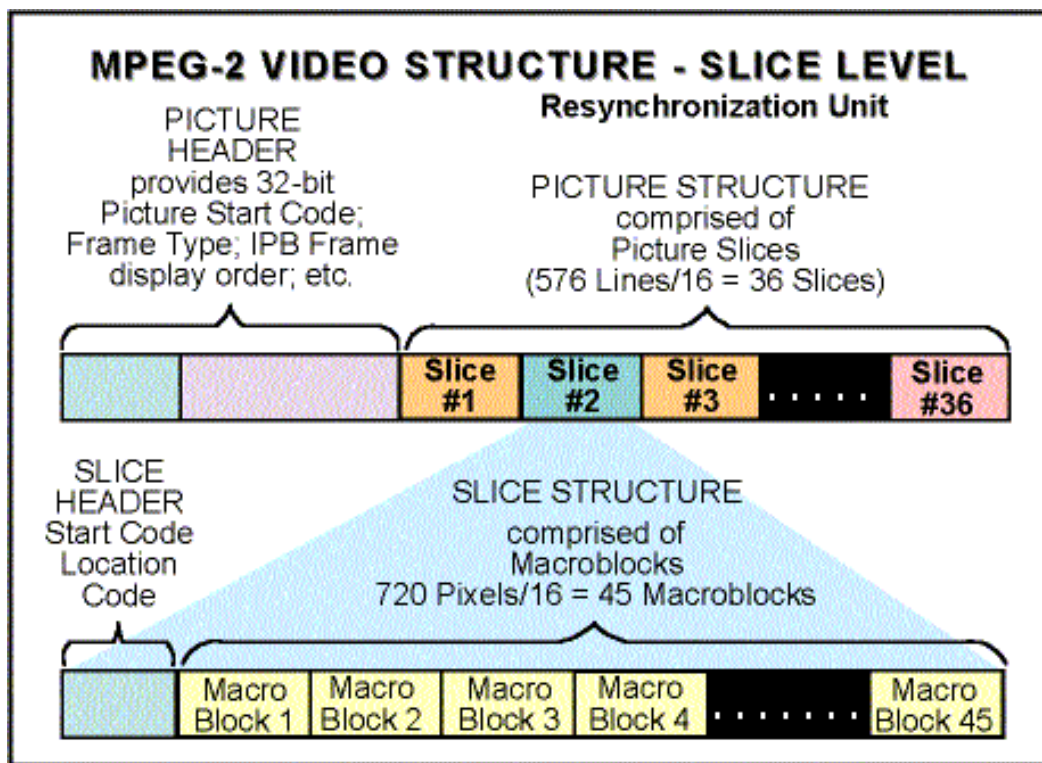 MPEG-2 VIDEO STRUCTURE - SLICE LEVEL
Resynchronization Unit
PICTURE
HEADER
provides 32-bit
Picture Start Code;
Frame Type; IPB Frame
display order; etc.
PICTURE STRUCTURE
comprised of
Picture Slices
(576 Lines/16 = 36 Slices)
Slice
#1
Slice
#2
Slice
#3
. . . . .
Slice
#36
SLICE
HEADER
Start Code
Location
Code
SLICE STRUCTURE
comprised of
Macroblocks
720 Pixels/16 = 45 Macroblocks
Macro
Block 1
Macro
Block 2
Macro
Block 3
Macro
Block 4
. . . . . . .
Macro
Block 45